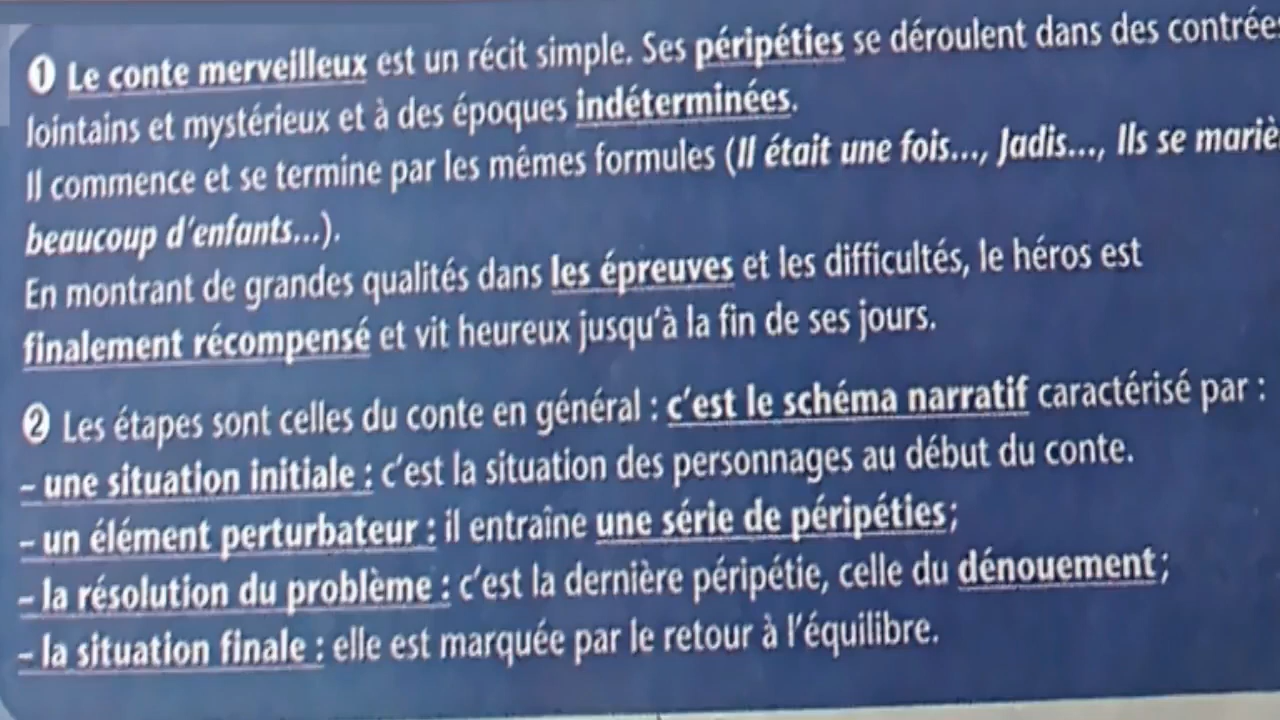 ❶ Le conte merveilleux est un récit simple. Ses péripéties se déroulent dans des contrées
lointains et mystérieux et à des époques indéterminées.
Il commence et se termine par les mêmes formules (Il était une fois..., Jadis..., Ils se mariè
beaucoup d'enfants...).
En montrant de grandes qualités dans les épreuves et les difficultés, le héros est
finalement récompensé et vit heureux jusqu'à la fin de ses jours.
❷ Les étapes sont celles du conte en général : c'est le schéma narratif caractérisé par :
– une situation initiale : c'est la situation des personnages au début du conte.
– un élément perturbateur : il entraîne une série de péripéties;
– la résolution du problème : c'est la dernière péripétie, celle du dénouement;
– la situation finale : elle est marquée par le retour à l'équilibre.